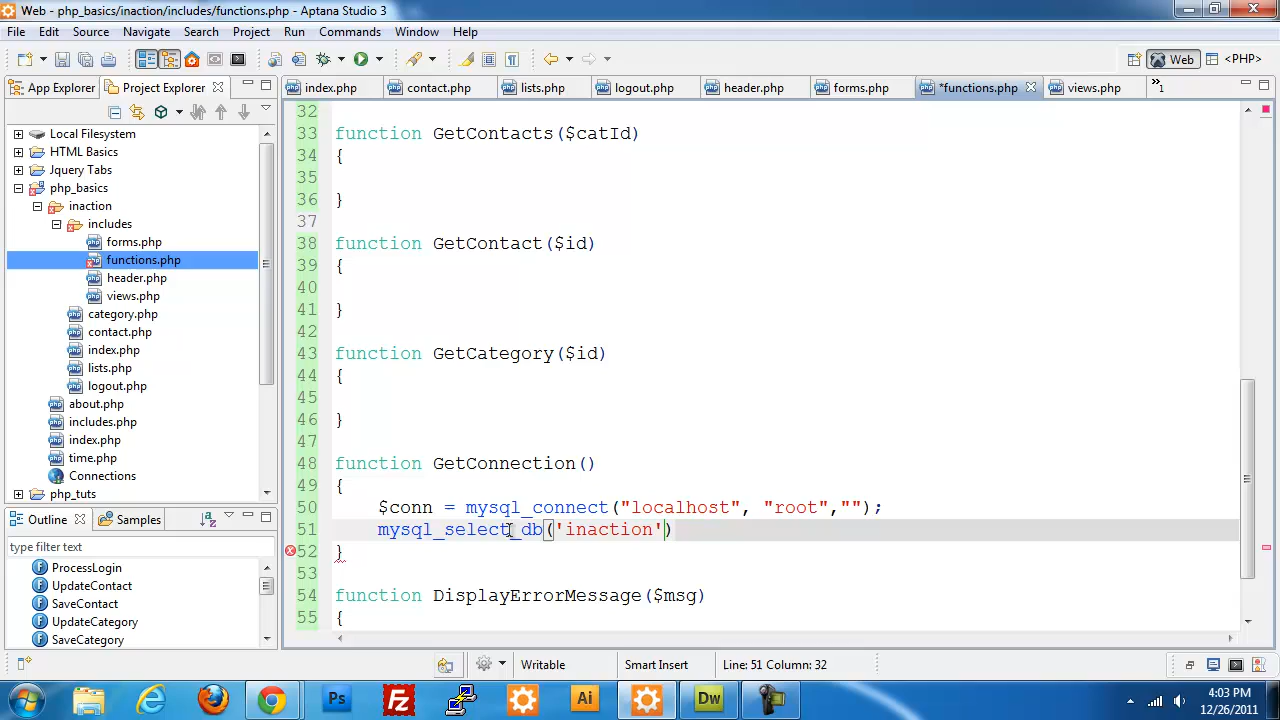 Web - php_basics/inaction/includes/functions.php - Aptana Studio 3
File Edit Source Navigate Search Project Run Commands Window Help
Web <PHP>
App Explorer Project Explorer
index.php contact.php lists.php logout.php header.php forms.php *functions.php views.php »1
Local Filesystem
HTML Basics
Jquery Tabs
php_basics
inaction
includes
forms.php
functions.php
header.php
views.php
category.php
contact.php
index.php
lists.php
logout.php
about.php
includes.php
index.php
time.php
Connections
php_tuts
Outline Samples
type filter text
ProcessLogin
UpdateContact
SaveContact
UpdateCategory
SaveCategory
32
33 function GetContacts($catId)
34 {
35
36 }
37
38 function GetContact($id)
39 {
40
41 }
42
43 function GetCategory($id)
44 {
45
46 }
47
48 function GetConnection()
49 {
50 $conn = mysql_connect("localhost", "root","");
51 mysql_select_db('inaction')
52 }
53
54 function DisplayErrorMessage($msg)
55 {
Writable Smart Insert Line: 51 Column: 32
Ps Fz Ai Dw
4:03 PM
12/26/2011